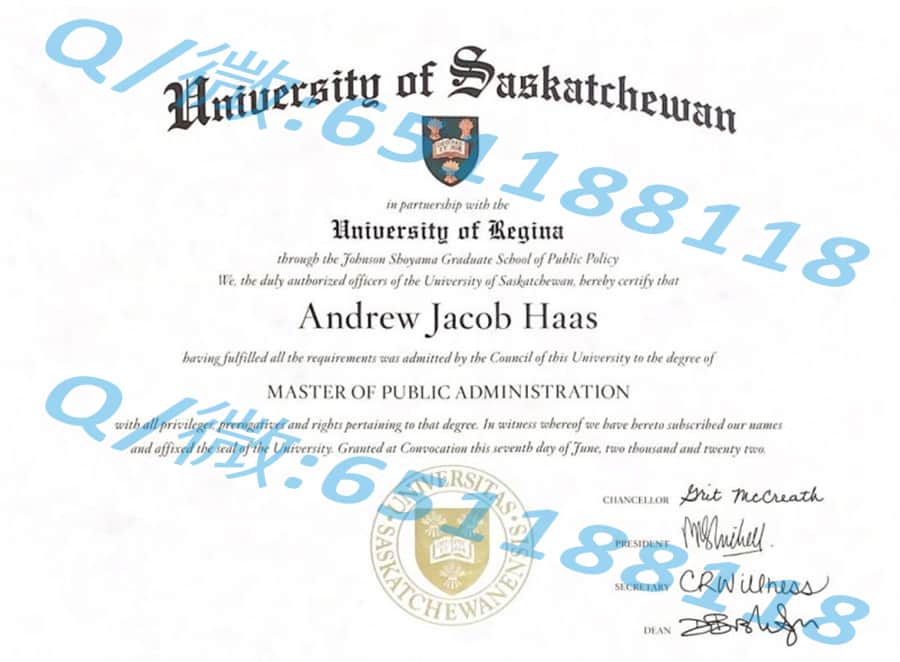 University of Saskatchewan
in partnership with the
University of Regina
through the Johnson Shoyama Graduate School of Public Policy
We, the duly authorized officers of the University of Saskatchewan, hereby certify that
Andrew Jacob Haas
having fulfilled all the requirements was admitted by the Council of this University to the degree of
MASTER OF PUBLIC ADMINISTRATION
with all privileges, prerogatives and rights pertaining to that degree. In witness whereof we have hereto subscribed our names
and affixed the seal of the University. Granted at Convocation this seventh day of June, two thousand and twenty two.
UNIVERSITAS SASKATCHEWANENSIS
CHANCELLOR Grit McCreath
PRESIDENT
SECRETARY CRWillness
DEAN
Q/微:651188118
Q/微:651188118